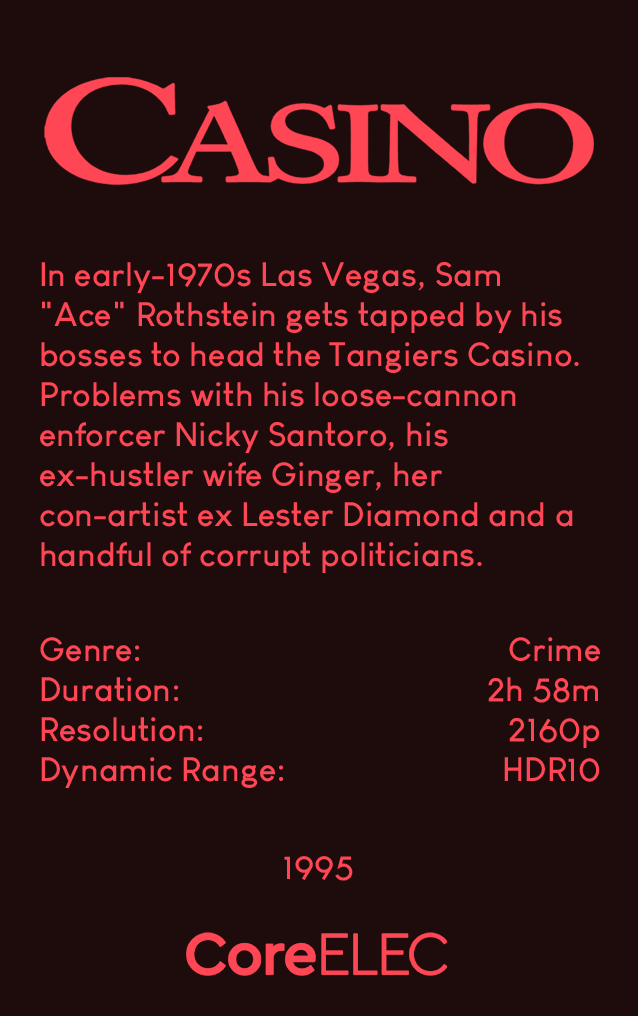 CASINO
In early-1970s Las Vegas, Sam
"Ace" Rothstein gets tapped by his
bosses to head the Tangiers Casino.
Problems with his loose-cannon
enforcer Nicky Santoro, his
ex-hustler wife Ginger, her
con-artist ex Lester Diamond and a
handful of corrupt politicians.
Genre: Crime
Duration: 2h 58m
Resolution: 2160p
Dynamic Range: HDR10
1995
CoreELEC